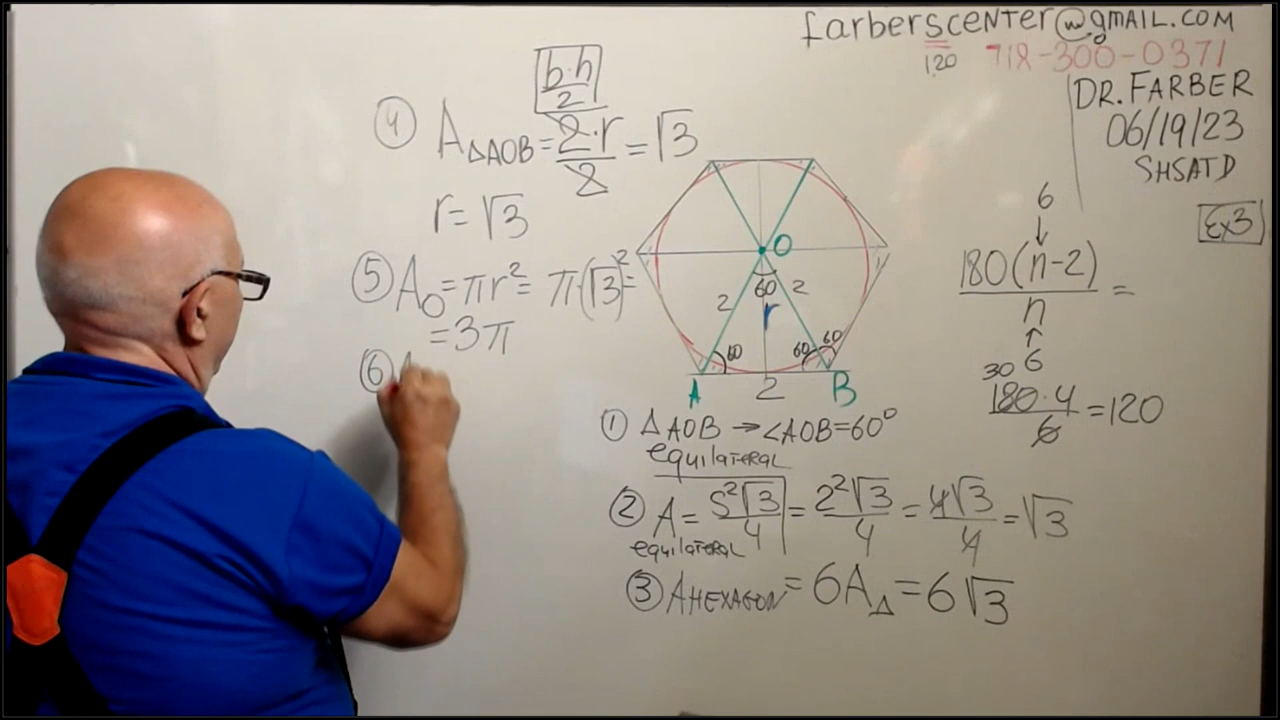 farberscenter@gmail.com
718-300-0371
120
DR. FARBER
06/19/23
SHSATD
Ex3
b·h
2
④ A△AOB = 2·r/2 = √3
r = √3
⑤ A○ = πr² = π·(√3)² =
= 3π
⑥ A
O
60
2 2
r
60 60 60
A 2 B
① △AOB → ∠AOB=60°
equilateral
② A = S²√3/4 = 2²√3/4 = 4√3/4 = √3
equilateral
③ AHEXAGON = 6A△ = 6√3
6
↓
180(n-2)/n =
↑
6
30
180·4/6 = 120